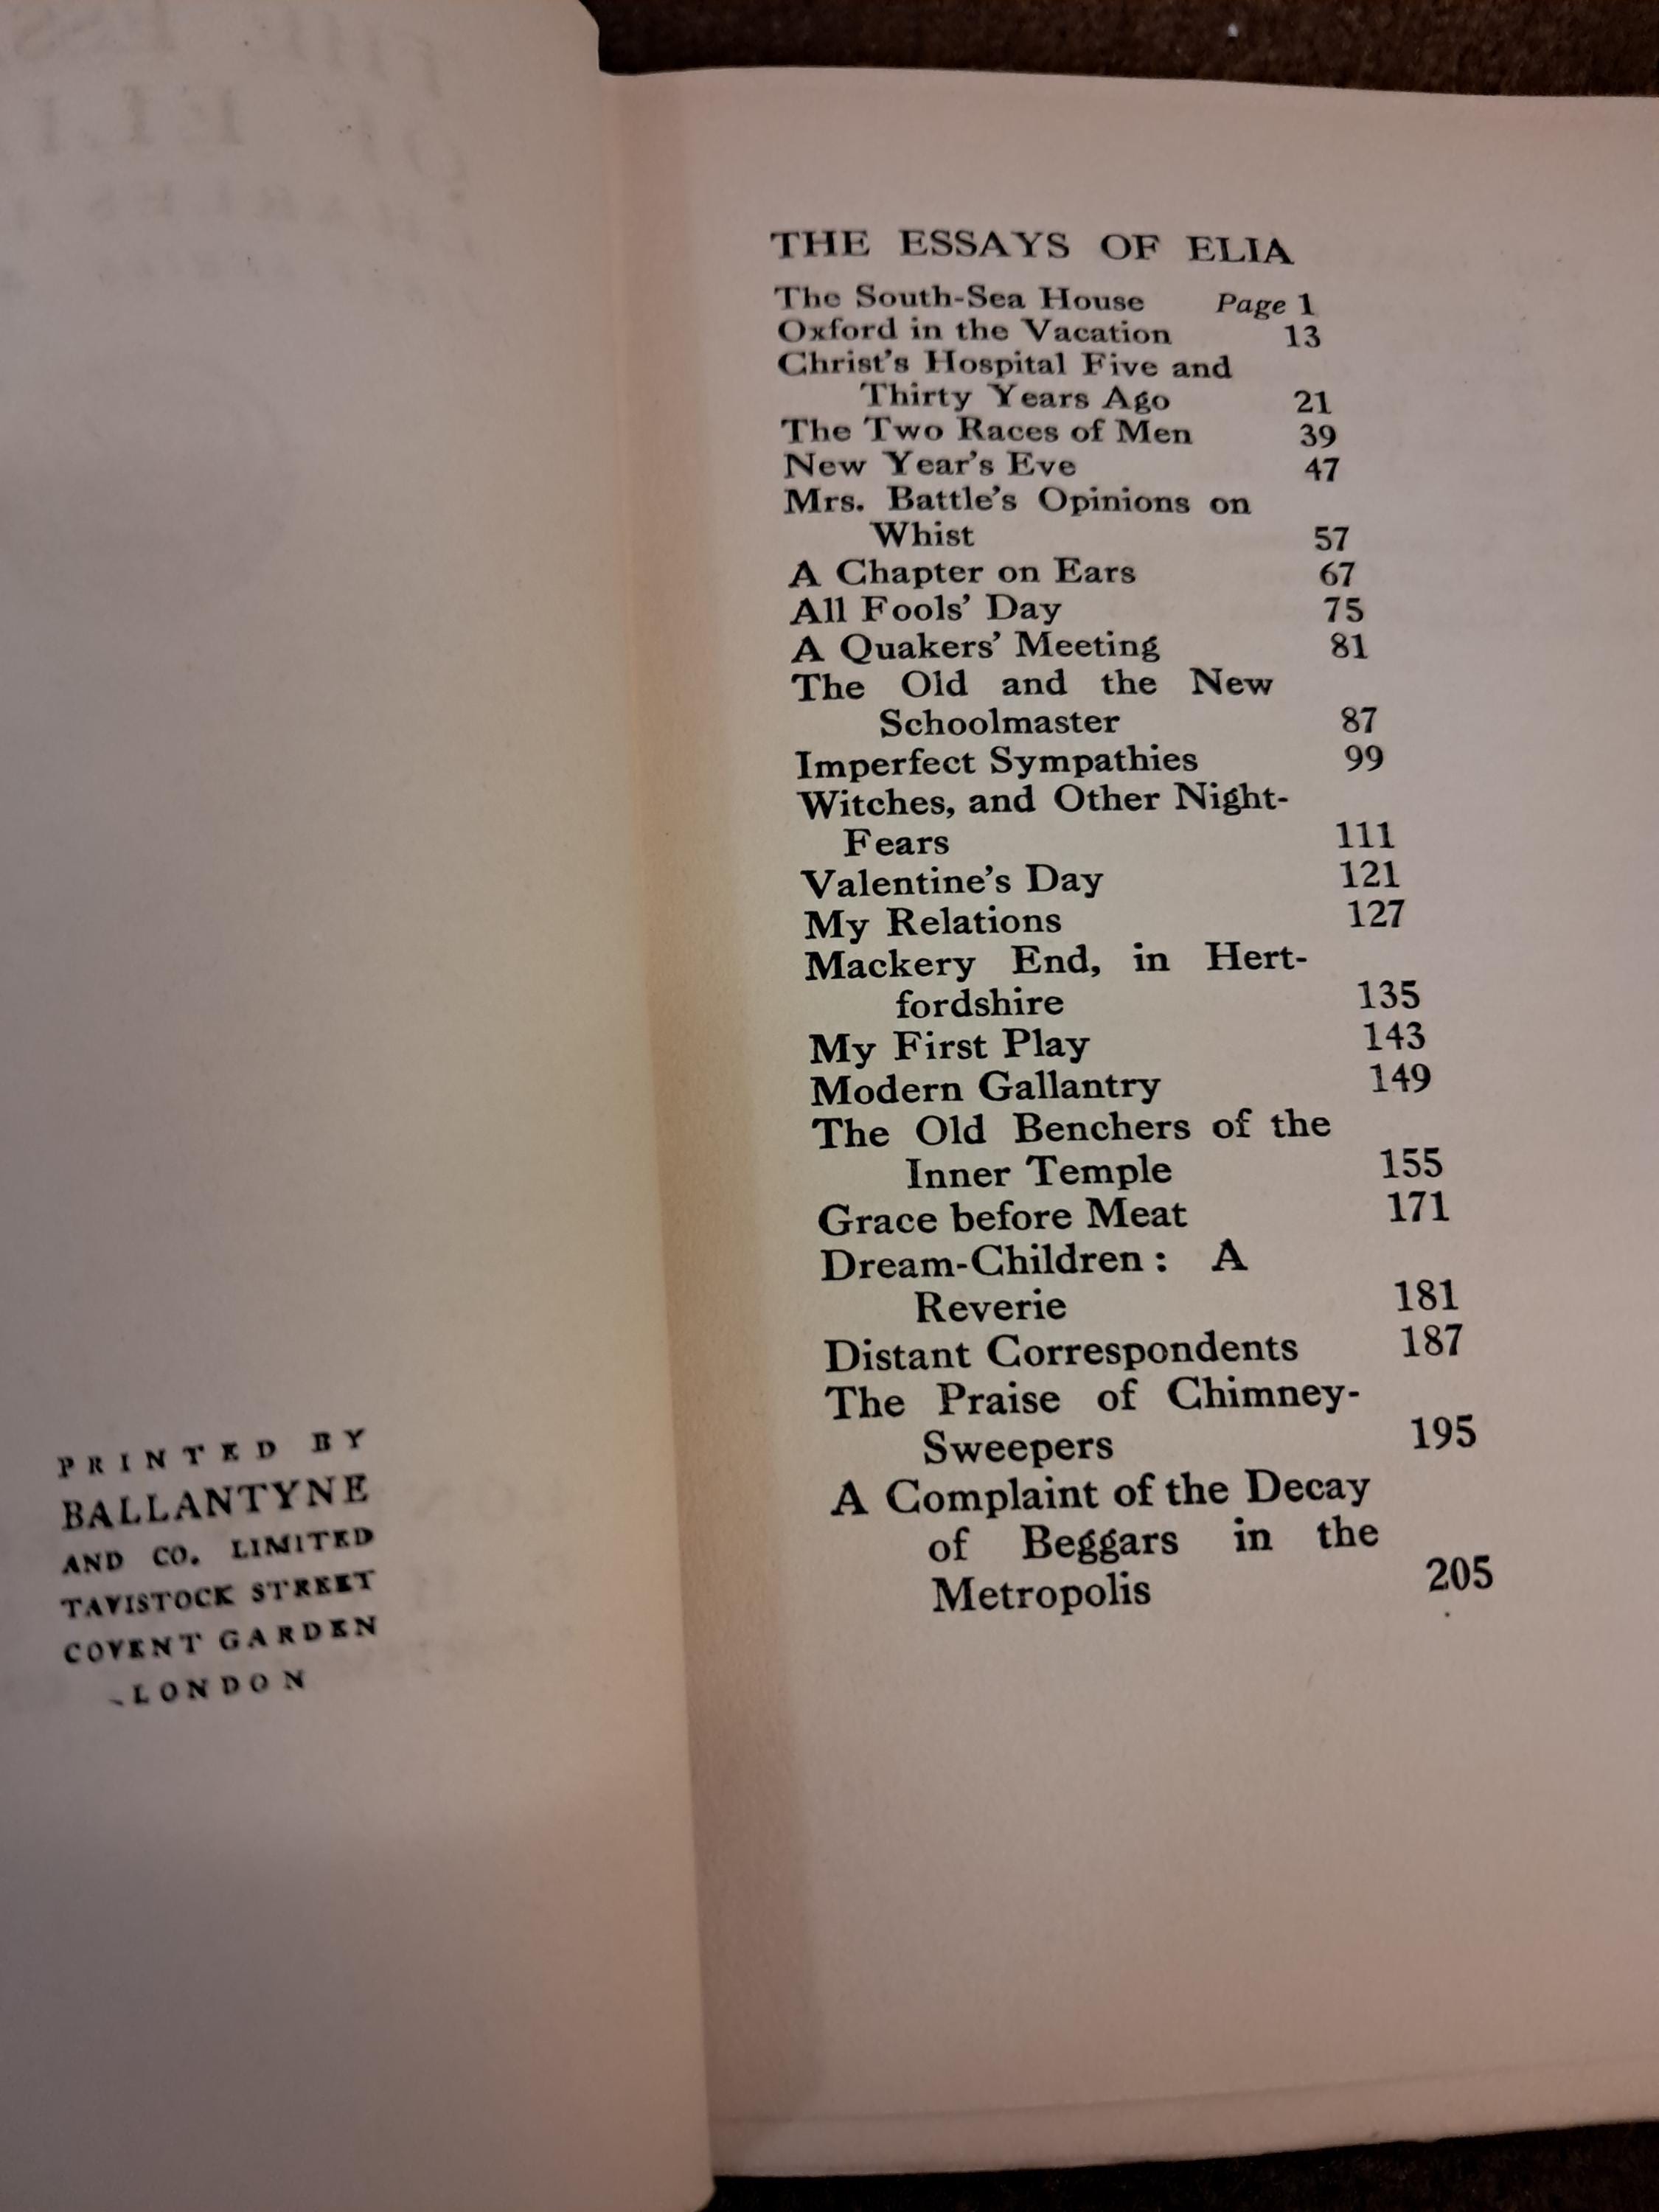 PRINTED BY
BALLANTYNE
AND CO. LIMITED
TAVISTOCK STREET
COVENT GARDEN
LONDON
THE ESSAYS OF ELIA
The South-Sea House Page 1
Oxford in the Vacation 13
Christ's Hospital Five and
Thirty Years Ago 21
The Two Races of Men 39
New Year's Eve 47
Mrs. Battle's Opinions on
Whist 57
A Chapter on Ears 67
All Fools' Day 75
A Quakers' Meeting 81
The Old and the New
Schoolmaster 87
Imperfect Sympathies 99
Witches, and Other Night-
Fears 111
Valentine's Day 121
My Relations 127
Mackery End, in Hert-
fordshire 135
My First Play 143
Modern Gallantry 149
The Old Benchers of the
Inner Temple 155
Grace before Meat 171
Dream-Children: A
Reverie 181
Distant Correspondents 187
The Praise of Chimney-
Sweepers 195
A Complaint of the Decay
of Beggars in the
Metropolis 205